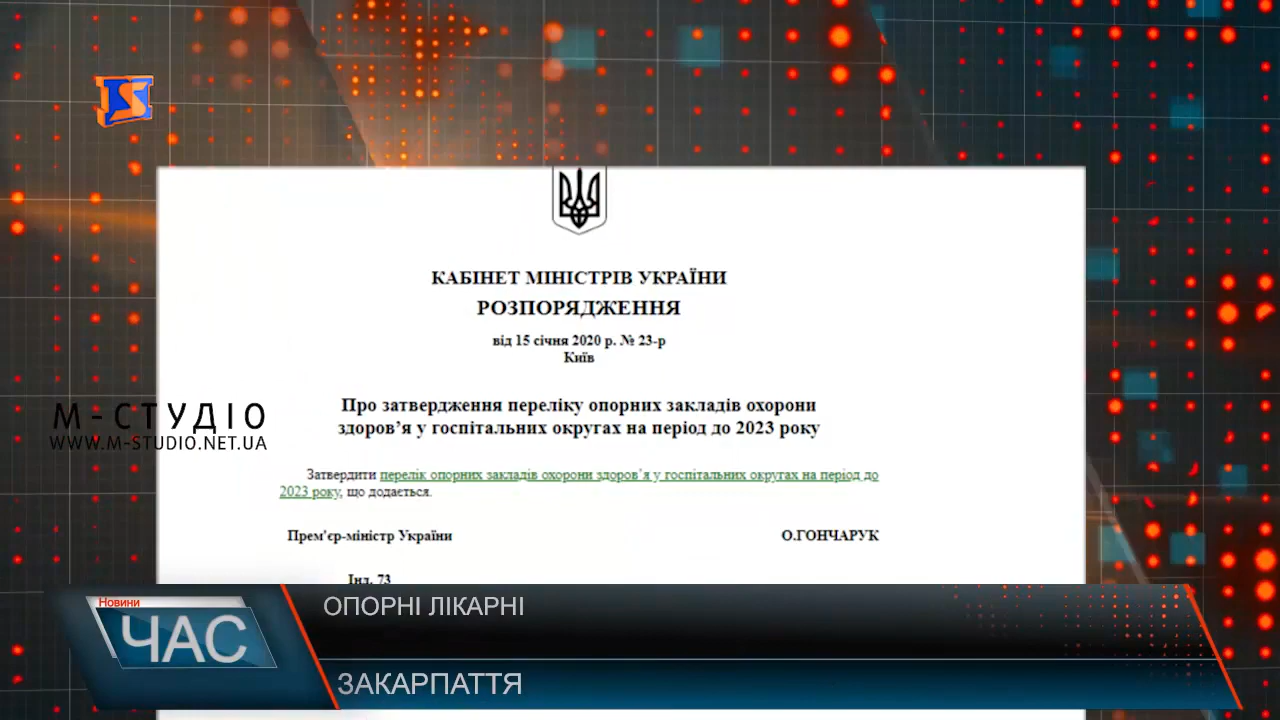 КАБІНЕТ МІНІСТРІВ УКРАЇНИ
РОЗПОРЯДЖЕННЯ
від 15 січня 2020 р. № 23-р
Київ
Про затвердження переліку опорних закладів охорони
здоров’я у госпітальних округах на період до 2023 року
М-СТУДІО
WWW.M-STUDIO.NET.UA
Затвердити перелік опорних закладів охорони здоров’я у госпітальних округах на період до
2023 року, що додається.
Прем’єр-міністр України О.ГОНЧАРУК
Інд. 73
Новини
ЧАС
ОПОРНІ ЛІКАРНІ
ЗАКАРПАТТЯ